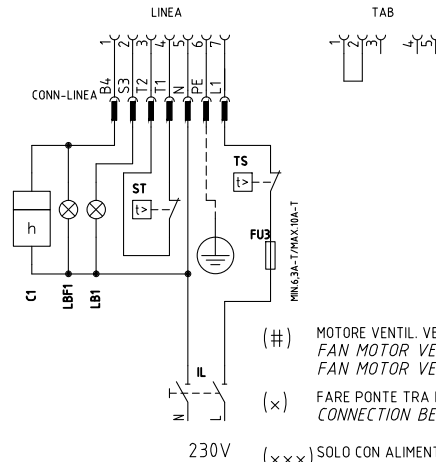 LINEA
TAB
1 2 3 4 5 6 7
1 2 3 4 5
CONN-LINEA
B4 S3 T2 T1 N PE L1
h
ST
t>
TS
t>
FU3
MIN.6,3A-T/MAX.10A-T
C1
LBF1
LB1
IL
N L
230V
(#) MOTORE VENTIL. VE
FAN MOTOR VE
FAN MOTOR VE
(×) FARE PONTE TRA
CONNECTION BE
(×××) SOLO CON ALIMENT